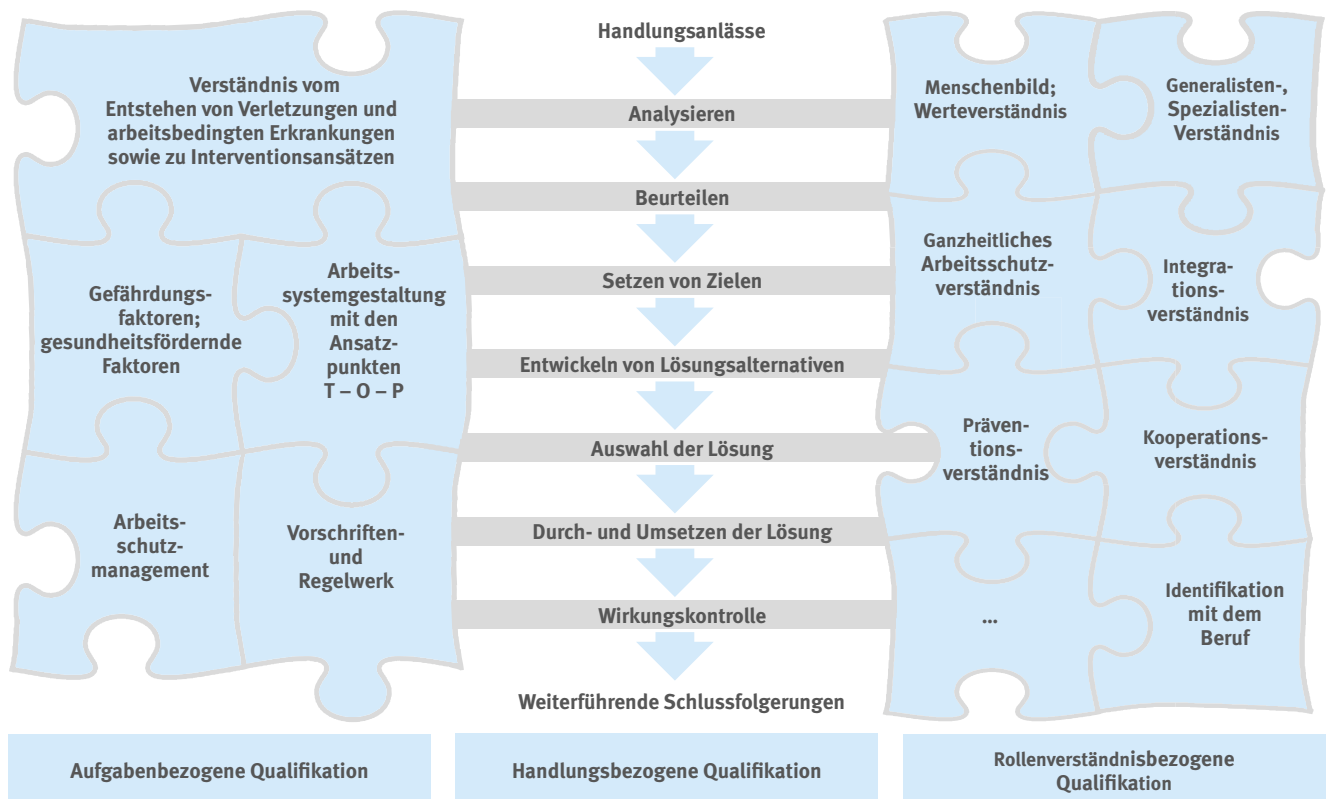 Verständnis vom
Entstehen von Verletzungen und
arbeitsbedingten Erkrankungen
sowie zu Interventionsansätzen
Gefährdungs-
faktoren;
gesundheitsfördernde
Faktoren
Arbeits-
systemgestaltung
mit den
Ansatz-
punkten
T – O – P
Arbeits-
schutz-
management
Vorschriften-
und
Regelwerk
Aufgabenbezogene Qualifikation
Handlungsanlässe
Analysieren
Beurteilen
Setzen von Zielen
Entwickeln von Lösungsalternativen
Auswahl der Lösung
Durch- und Umsetzen der Lösung
Wirkungskontrolle
Weiterführende Schlussfolgerungen
Handlungsbezogene Qualifikation
Menschenbild;
Werteverständnis
Generalisten-,
Spezialisten-
Verständnis
Ganzheitliches
Arbeitsschutz-
verständnis
Integra-
tions-
verständnis
Präven-
tions-
verständnis
Kooperations-
verständnis
...
Identifikation
mit dem
Beruf
Rollenverständnisbezogene
Qualifikation